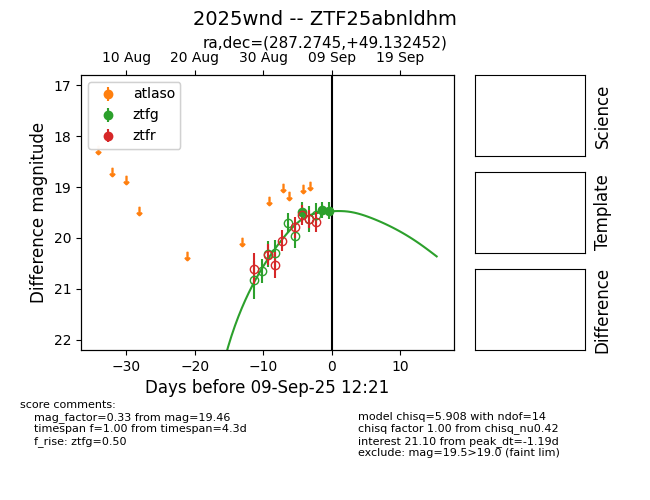 2025wnd -- ZTF25abnldhm
ra,dec=(287.2745,+49.132452)
10 Aug 20 Aug 30 Aug 09 Sep 19 Sep
17
18
19
20
21
22
Difference magnitude
atlaso
ztfg
ztfr
−30 −20 −10 0 10
Days before 09-Sep-25 12:21
Science
Template
Difference
score comments:
mag_factor=0.33 from mag=19.46
timespan f=1.00 from timespan=4.3d
f_rise: ztfg=0.50
model chisq=5.908 with ndof=14
chisq factor 1.00 from chisq_nu0.42
interest 21.10 from peak_dt=-1.19d
exclude: mag=19.5>19.0 (faint lim)